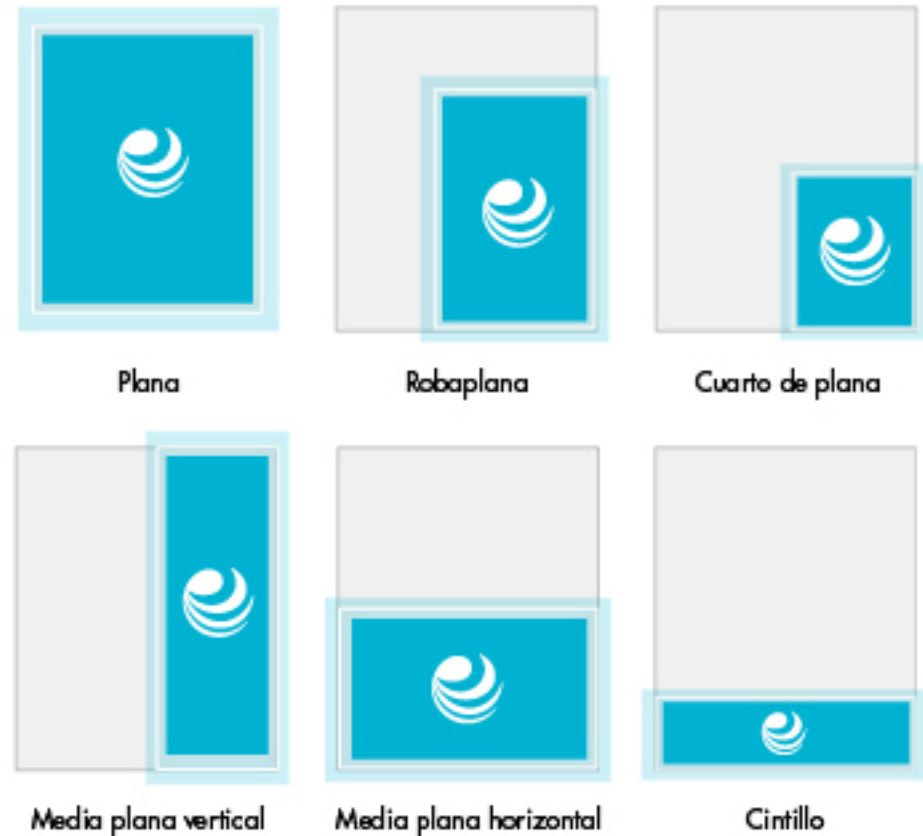 Plana
Robaplana
Cuarto de plana
Media plana vertical
Media plana horizontal
Cintillo